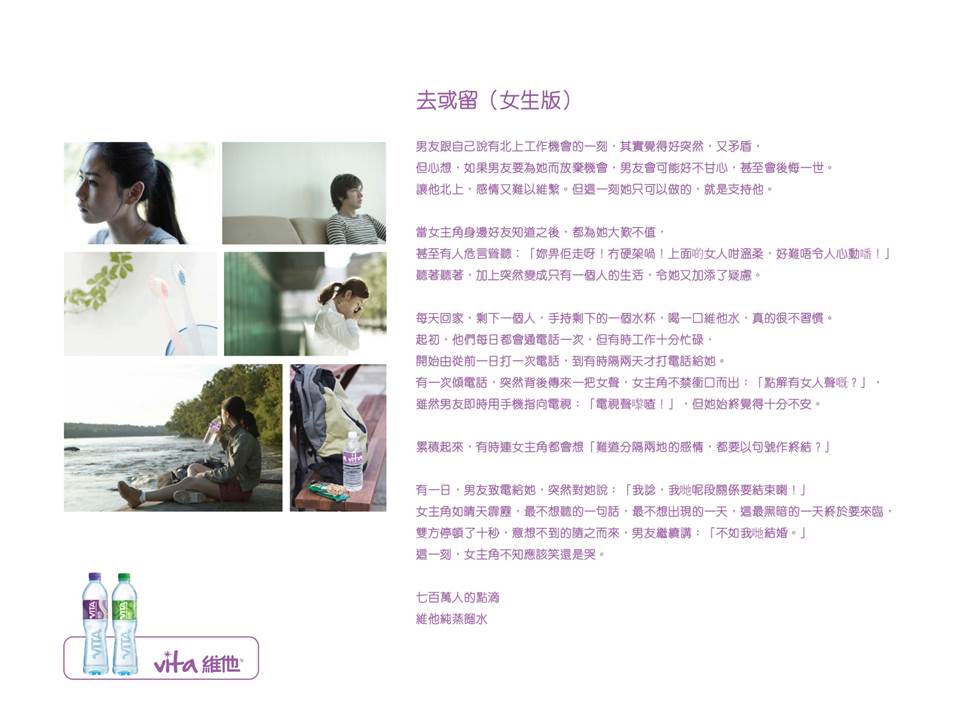 去或留（女生版）
男友跟自己說有北上工作機會的一刻，其實覺得好突然，又矛盾，
但心想，如果男友要為她而放棄機會，男友會可能好不甘心，甚至會後悔一世。
讓他北上，感情又難以維繫。但這一刻她只可以做的，就是支持他。
當女主角身邊好友知道之後，都為她大歎不值，
甚至有人危言聳聽：「妳畀佢走呀！冇硬架喎！上面啲女人咁溫柔，好難唔令人心動噃！」
聽著聽著，加上突然變成只有一個人的生活，令她又加添了疑慮。
每天回家，剩下一個人，手持剩下的一個水杯，喝一口維他水，真的很不習慣。
起初，他們每日都會通電話一次，但有時工作十分忙碌，
開始由從前一日打一次電話，到有時隔兩天才打電話給她。
有一次傾電話，突然背後傳來一把女聲，女主角不禁衝口而出：「點解有女人聲嘅？」，
雖然男友即時用手機指向電視：「電視聲嚟喳！」，但她始終覺得十分不安。
累積起來，有時連女主角都會想「難道分隔兩地的感情，都要以句號作終結？」
有一日，男友致電給她，突然對她說：「我諗，我哋呢段關係要結束喇！」
女主角如晴天霹靂，最不想聽的一句話，最不想出現的一天，這最黑暗的一天終於要來臨，
雙方停頓了十秒，意想不到的隨之而來，男友繼續講：「不如我哋結婚。」
這一刻，女主角不知應該笑還是哭。
七百萬人的點滴
維他純蒸餾水
VITA
VITA
VITA
VITA
vita 維他